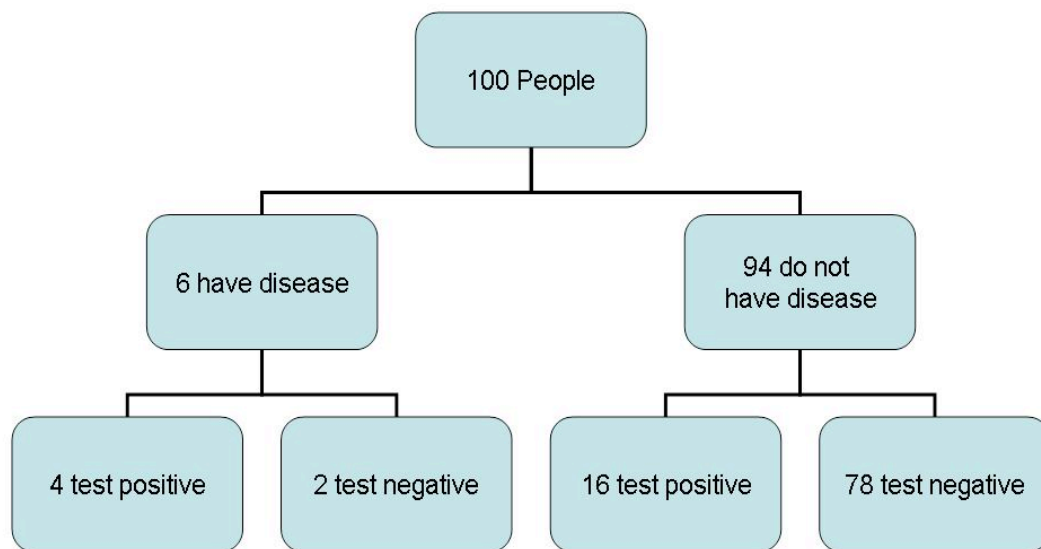 100 People
6 have disease
94 do not
have disease
4 test positive
2 test negative
16 test positive
78 test negative